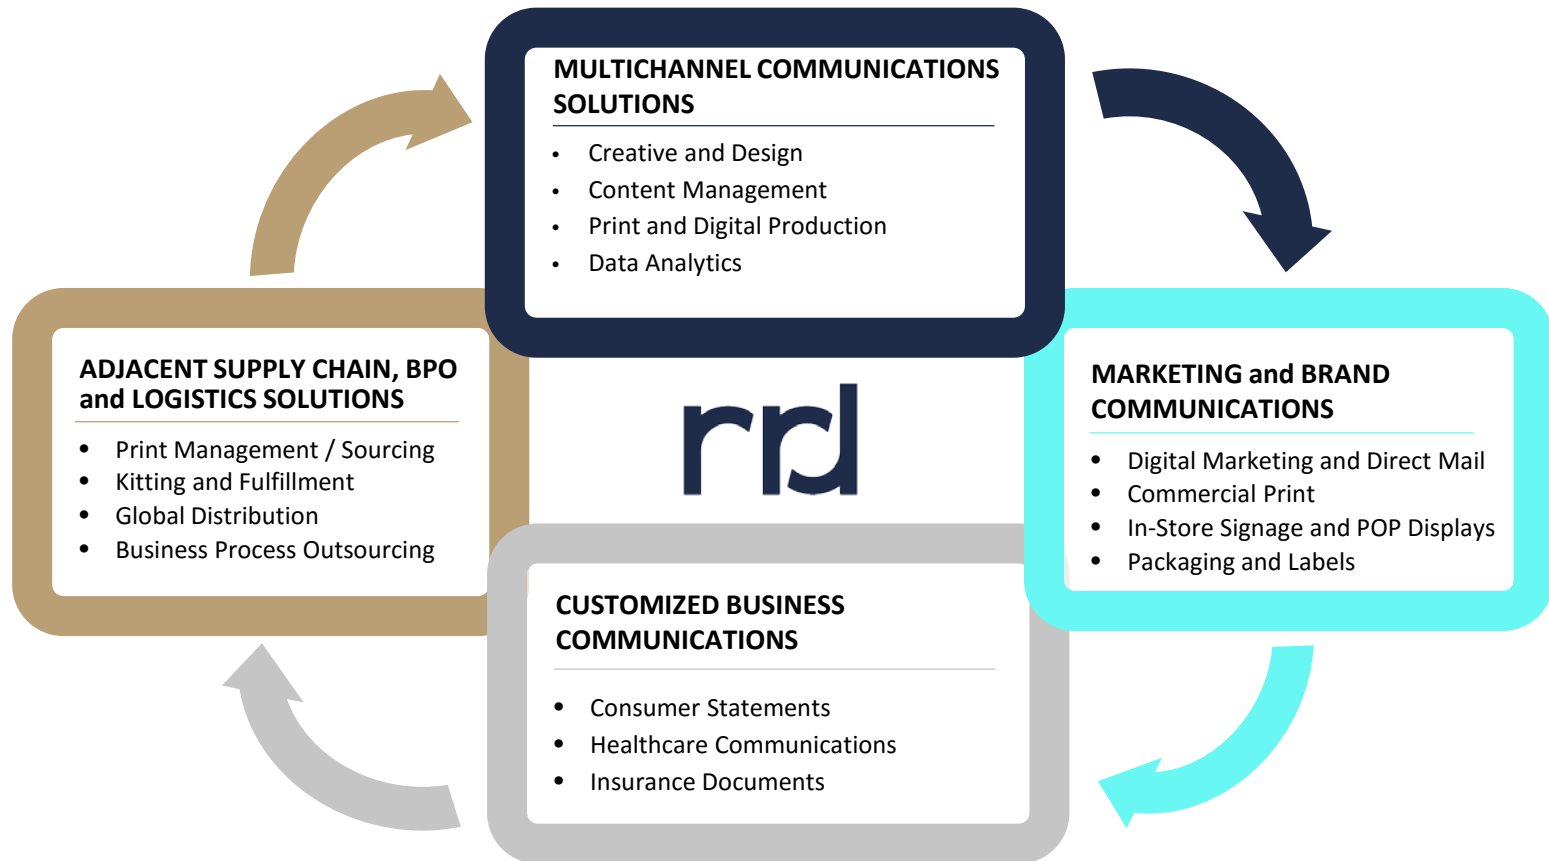 MULTICHANNEL COMMUNICATIONS
SOLUTIONS
• Creative and Design
• Content Management
• Print and Digital Production
• Data Analytics
ADJACENT SUPPLY CHAIN, BPO
and LOGISTICS SOLUTIONS
• Print Management / Sourcing
• Kitting and Fulfillment
• Global Distribution
• Business Process Outsourcing
rrd
MARKETING and BRAND
COMMUNICATIONS
• Digital Marketing and Direct Mail
• Commercial Print
• In-Store Signage and POP Displays
• Packaging and Labels
CUSTOMIZED BUSINESS
COMMUNICATIONS
• Consumer Statements
• Healthcare Communications
• Insurance Documents